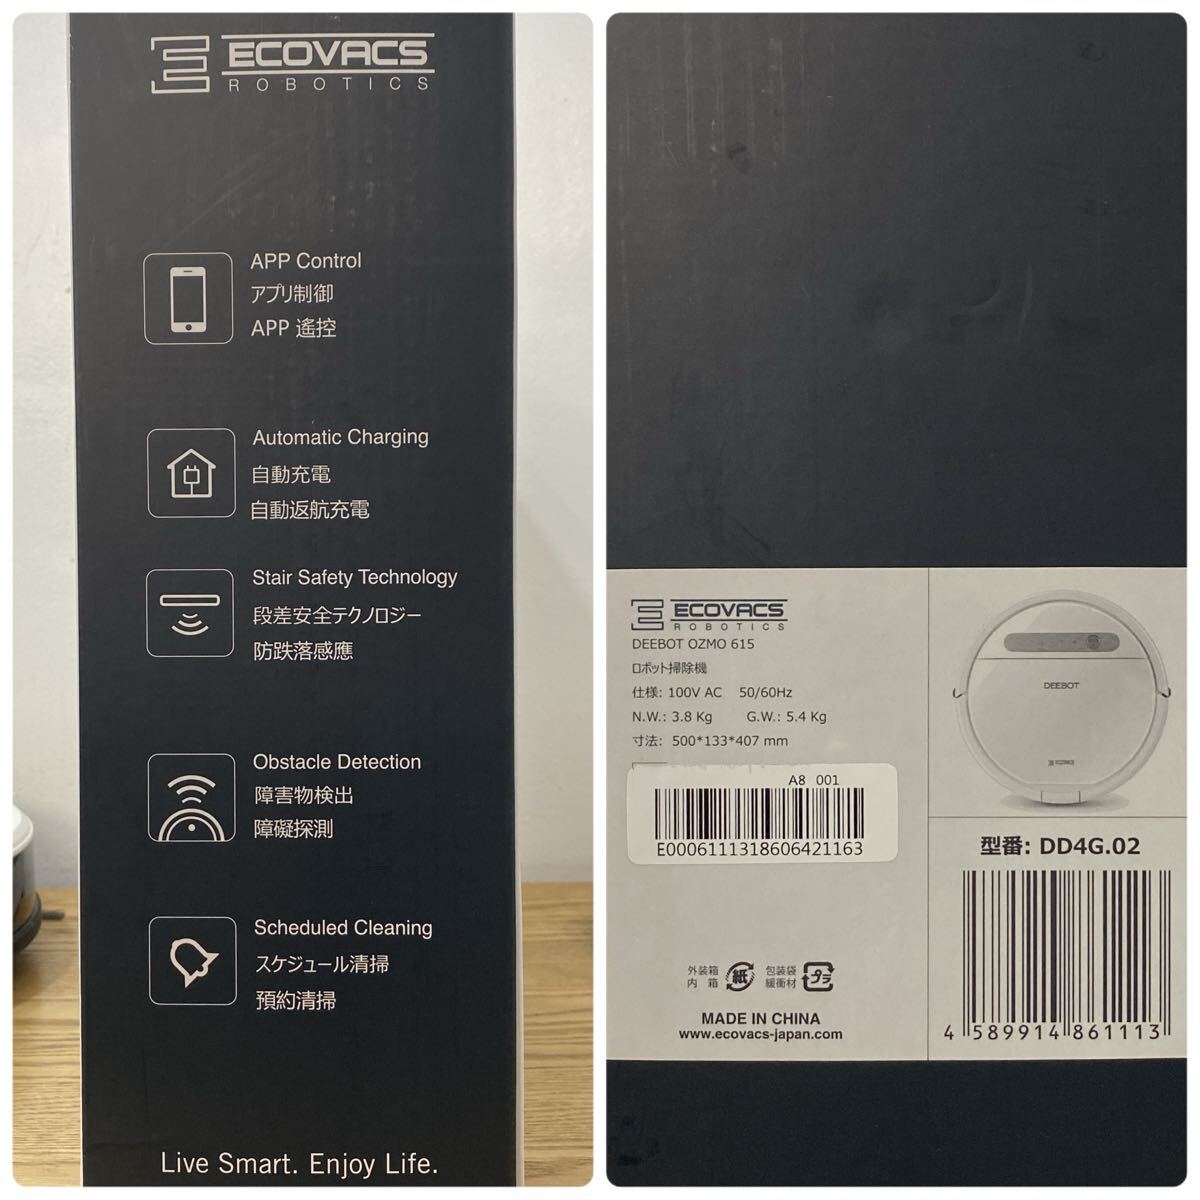 ECOVACS
ROBOTICS
APP Control
アプリ制御
APP 遙控
Automatic Charging
自動充電
自動返航充電
Stair Safety Technology
段差安全テクノロジー
防跌落感應
Obstacle Detection
障害物検出
障礙探測
Scheduled Cleaning
スケジュール清掃
預約清掃
Live Smart. Enjoy Life.
ECOVACS
ROBOTICS
DEEBOT OZMO 615
ロボット掃除機
仕様: 100V AC 50/60Hz
N.W.: 3.8 Kg G.W.: 5.4 Kg
寸法: 500*133*407 mm
A8 001
E0006111318606421163
外装箱
内 箱
紙
包装袋
緩衝材
プラ
MADE IN CHINA
www.ecovacs-japan.com
DEEBOT
ECOVACS
型番: DD4G.02
4 589914 861113